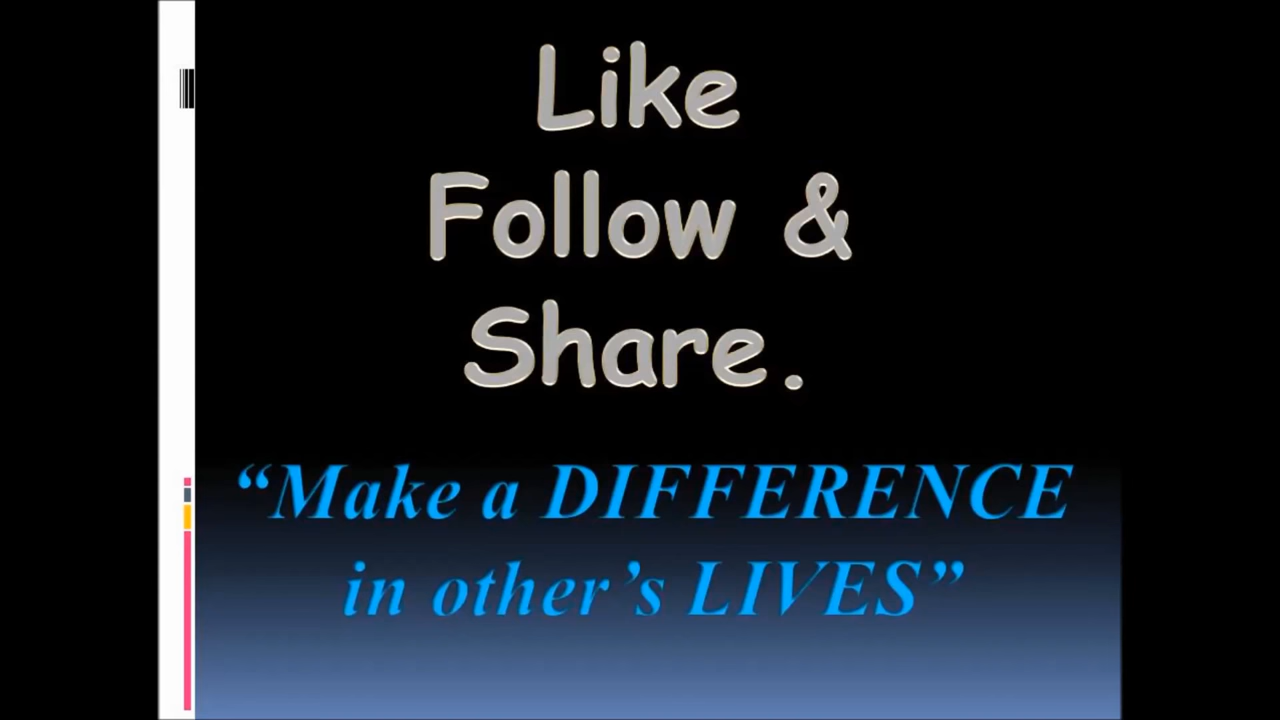 Like
Follow &
Share.
“Make a DIFFERENCE
in other’s LIVES”